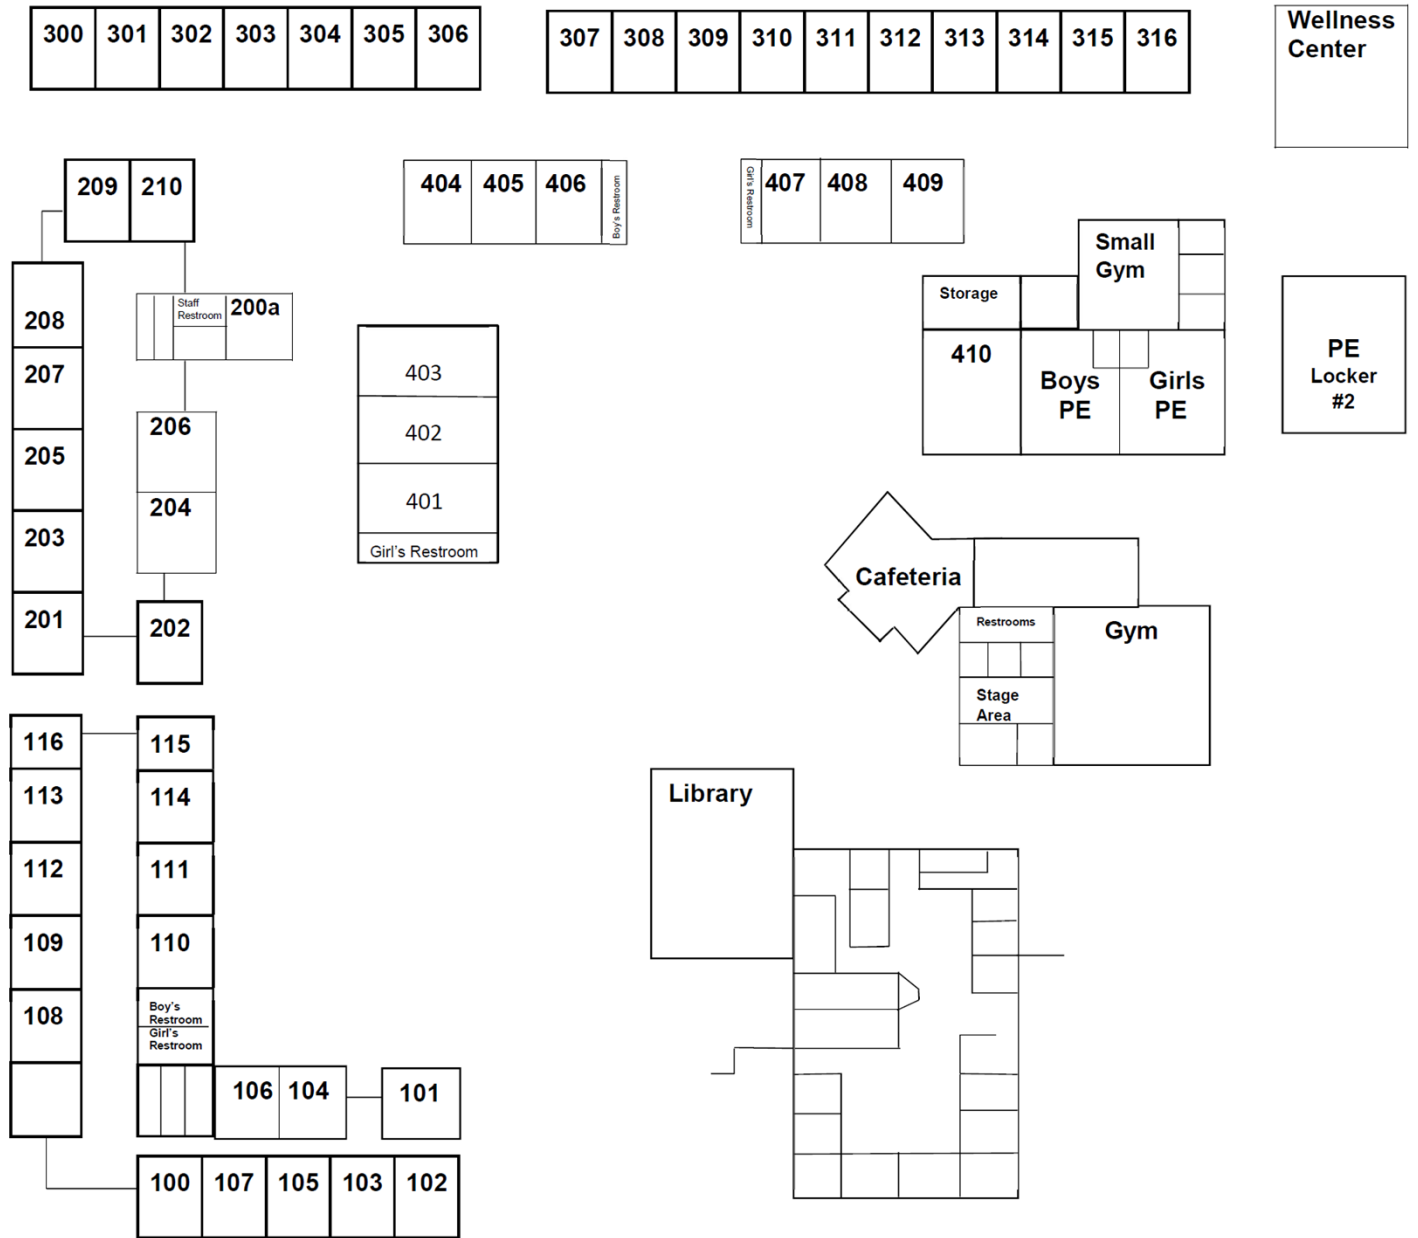 300 301 302 303 304 305 306
307 308 309 310 311 312 313 314 315 316
Wellness
Center
209 210
404 405 406 Boy's Restroom
Girl's Restroom 407 408 409
Small
Gym
Storage
410
Boys
PE
Girls
PE
PE
Locker
#2
208
207
205
203
201
Staff
Restroom
200a
206
204
202
403
402
401
Girl's Restroom
Cafeteria
Restrooms
Stage
Area
Gym
116
113
112
109
108
115
114
111
110
Boy's
Restroom
Girl's
Restroom
106 104 101
100 107 105 103 102
Library